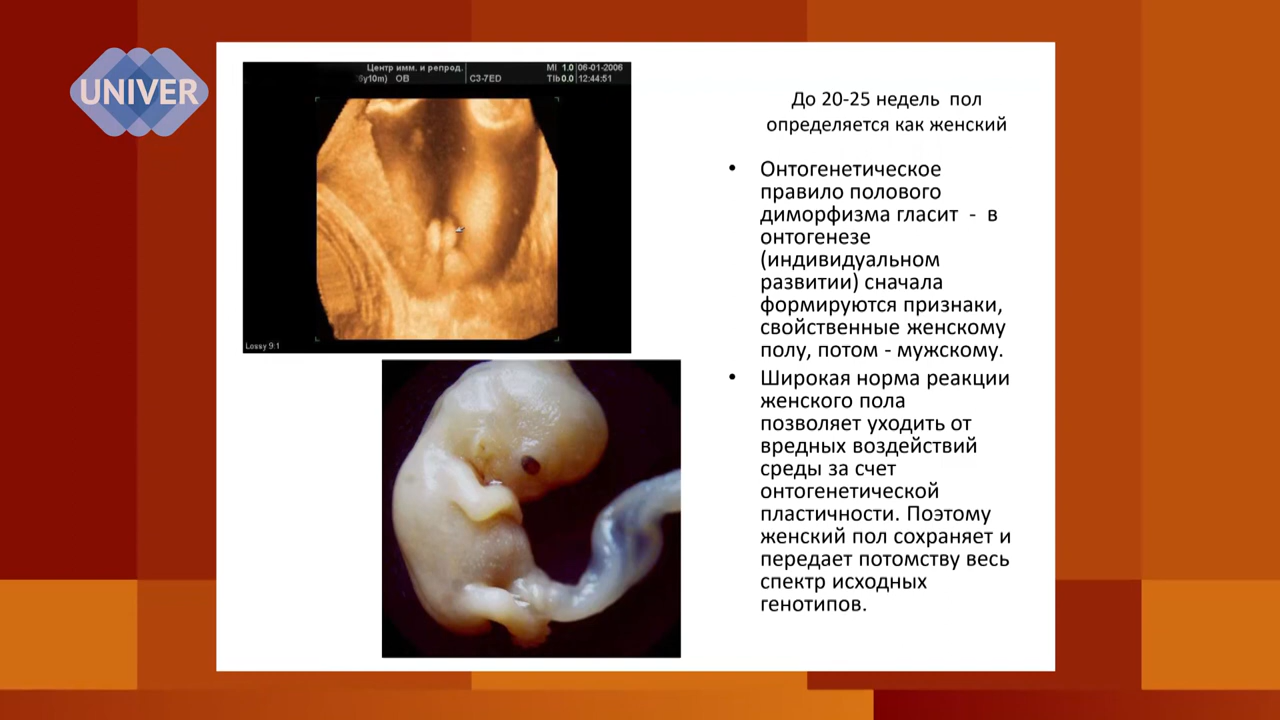 UNIVER
Центр имм. и репрод.
MI 1.0 06-01-2006
6y10m) OB C3-7ED
TIb 0.0 12:44:51
Lossy 9:1
До 20-25 недель пол
определяется как женский
• Онтогенетическое
правило полового
диморфизма гласит - в
онтогенезе
(индивидуальном
развитии) сначала
формируются признаки,
свойственные женскому
полу, потом - мужскому.
• Широкая норма реакции
женского пола
позволяет уходить от
вредных воздействий
среды за счет
онтогенетической
пластичности. Поэтому
женский пол сохраняет и
передает потомству весь
спектр исходных
генотипов.